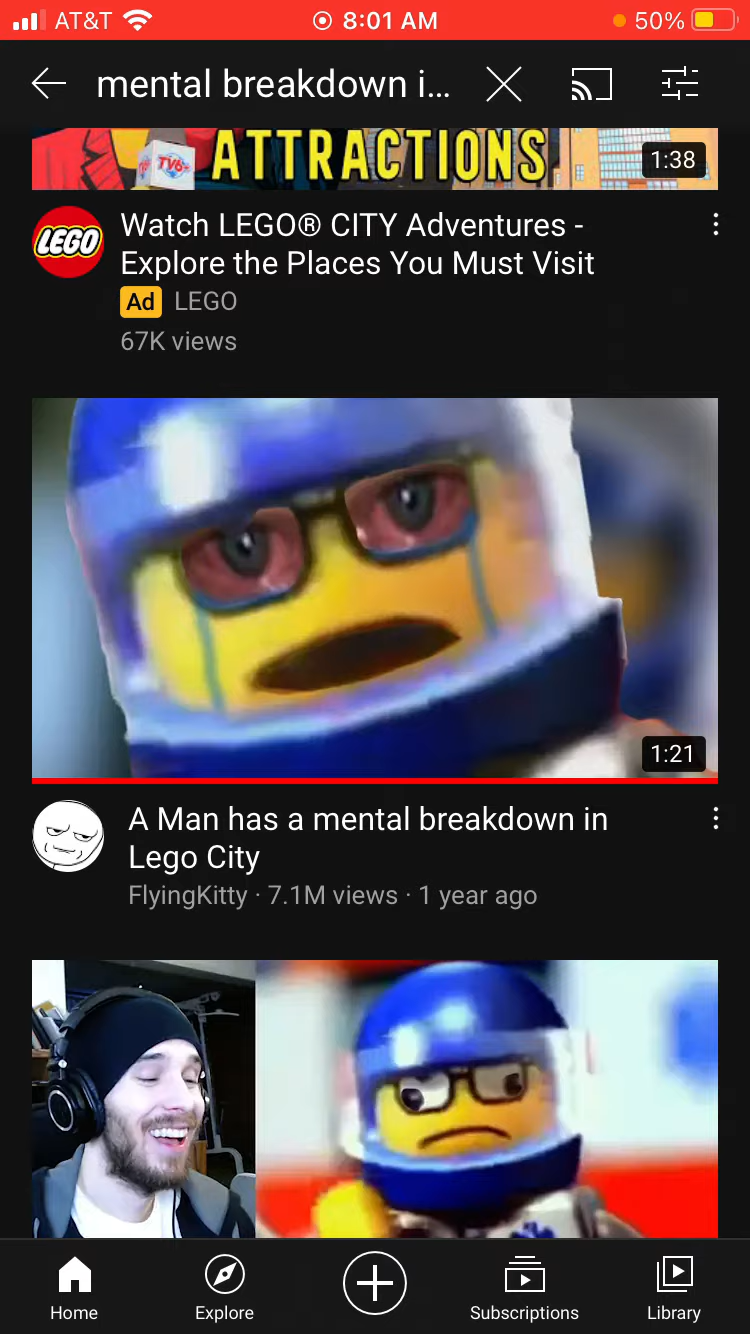 AT&T 8:01 AM 50%
mental breakdown i...
TV6
ATTRACTIONS
1:38
LEGO
Watch LEGO® CITY Adventures -
Explore the Places You Must Visit
Ad LEGO
67K views
1:21
A Man has a mental breakdown in
Lego City
FlyingKitty · 7.1M views · 1 year ago
Home Explore Subscriptions Library